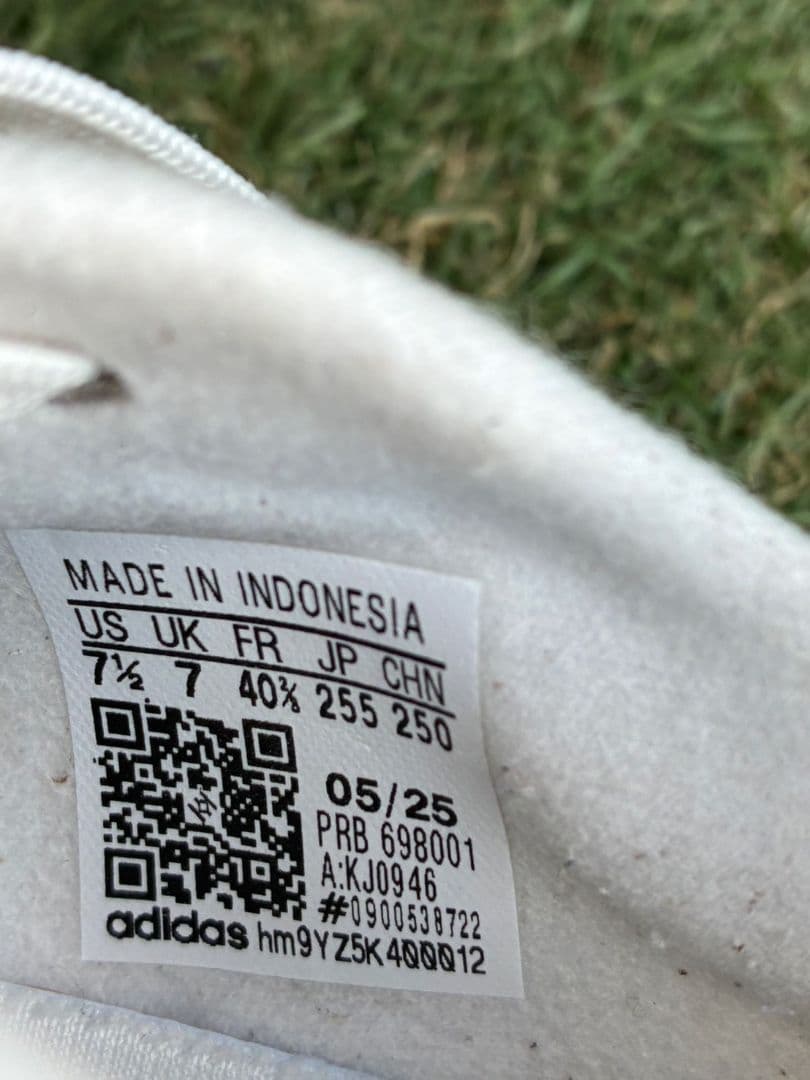 MADE IN INDONESIA
US UK FR JP CHN
7½ 7 40⅔ 255 250
05/25
PRB 698001
A:KJ0946
#0900538722
adidas hm9YZ5K400012